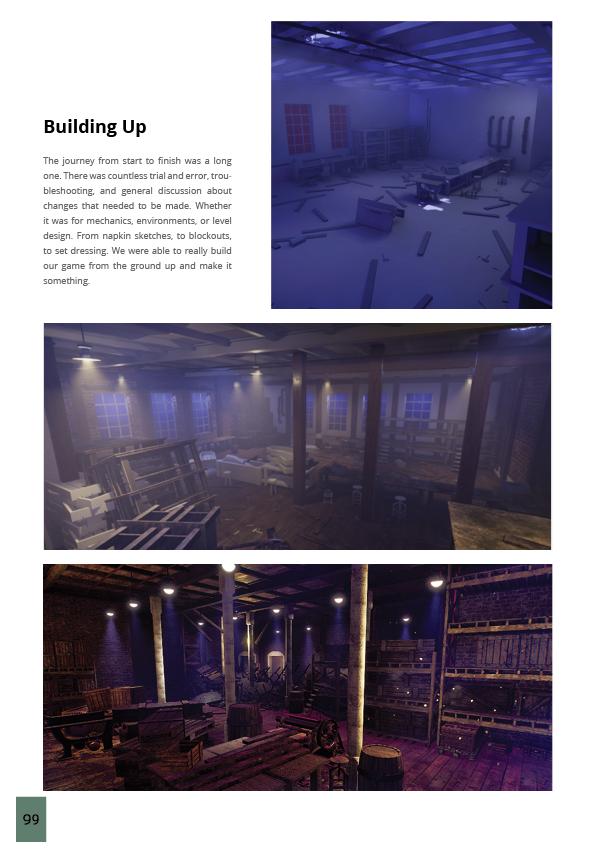 Building Up
The journey from start to finish was a long
one. There was countless trial and error, trou-
bleshooting, and general discussion about
changes that needed to be made. Whether
it was for mechanics, environments, or level
design. From napkin sketches, to blockouts,
to set dressing. We were able to really build
our game from the ground up and make it
something.
99